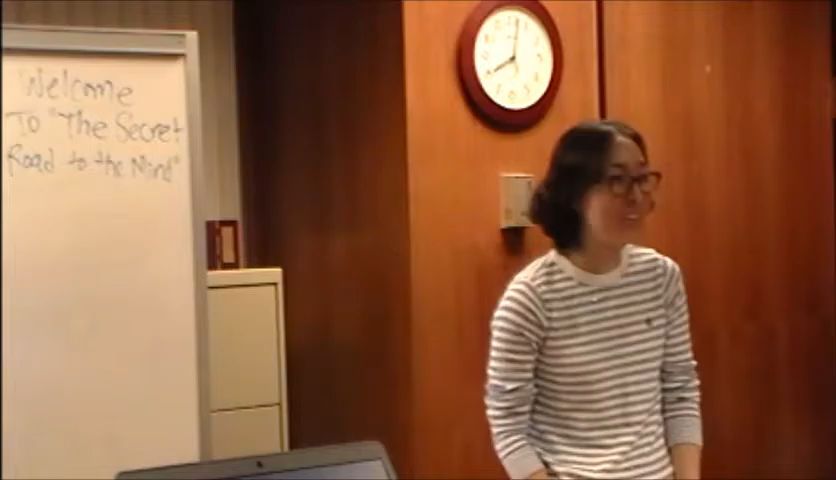 Welcome
To "The Secret
Road to the Mind"